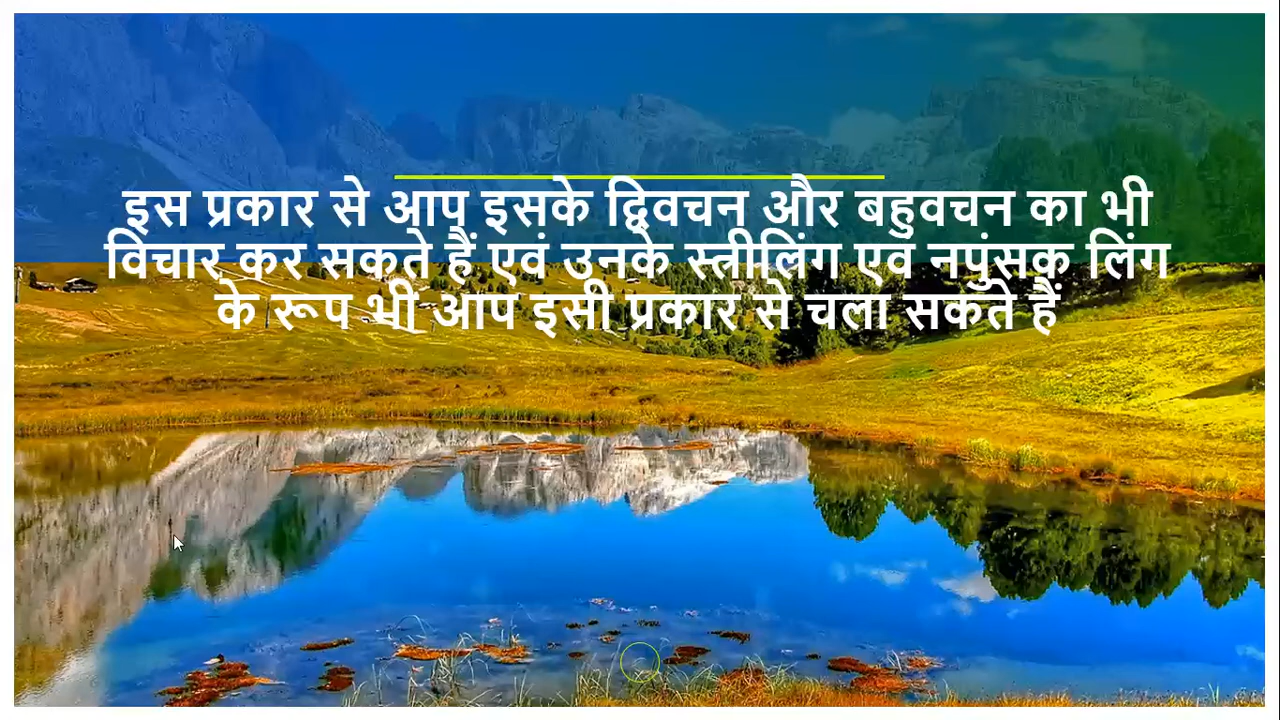 इस प्रकार से आप इसके द्विवचन और बहुवचन का भी
विचार कर सकते हैं एवं उनके स्त्रीलिंग एवं नपुंसक लिंग
के रूप भी आप इसी प्रकार से चला सकते हैं